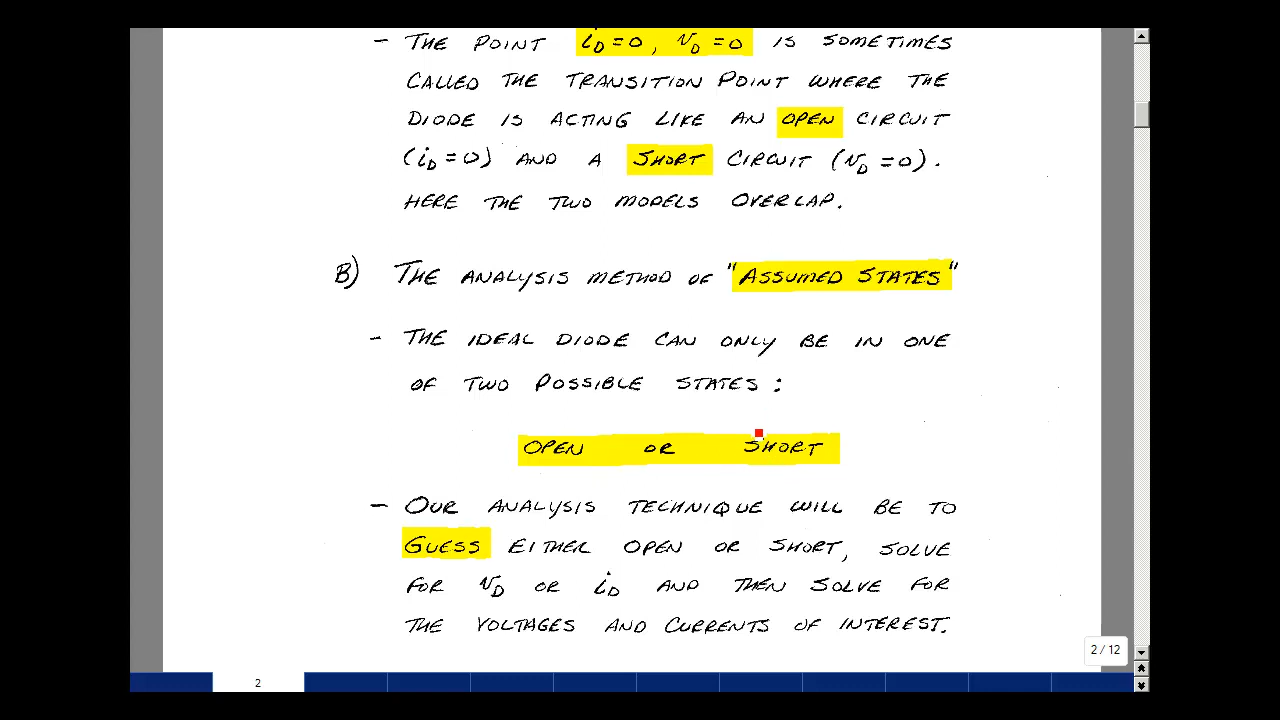 - THE POINT iD=0, VD=0 IS SOMETIMES
CALLED THE TRANSITION POINT WHERE THE
DIODE IS ACTING LIKE AN OPEN CIRCUIT
(iD=0) AND A SHORT CIRCUIT (VD=0).
HERE THE TWO MODELS OVERLAP.
B) THE ANALYSIS METHOD OF "ASSUMED STATES"
- THE IDEAL DIODE CAN ONLY BE IN ONE
OF TWO POSSIBLE STATES:
OPEN OR SHORT
- OUR ANALYSIS TECHNIQUE WILL BE TO
GUESS EITHER OPEN OR SHORT, SOLVE
FOR VD OR iD AND THEN SOLVE FOR
THE VOLTAGES AND CURRENTS OF INTEREST.
2 / 12
2